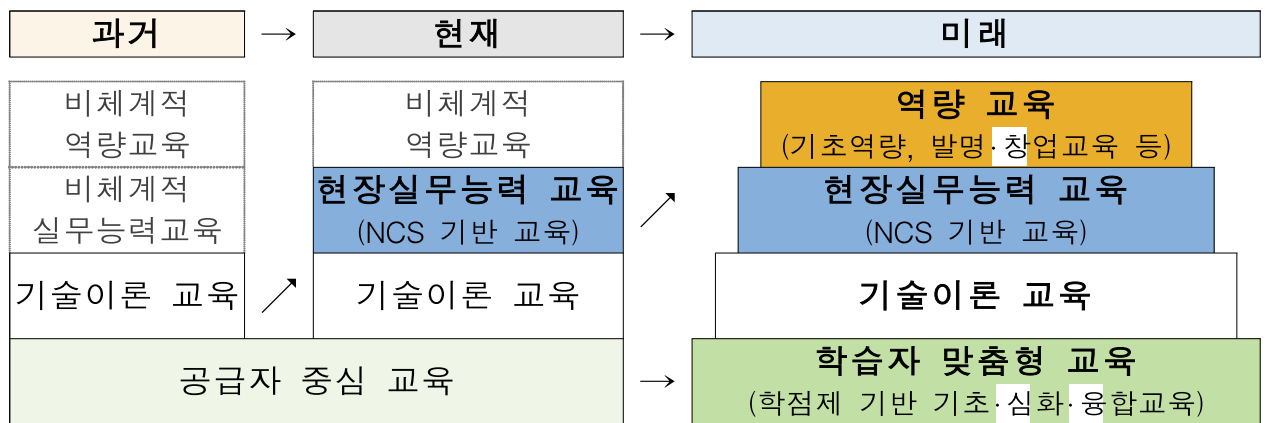 과거 → 현재 → 미래
비체계적
역량교육
비체계적
실무능력교육
기술이론 교육
비체계적
역량교육
현장실무능력 교육
(NCS 기반 교육)
기술이론 교육
공급자 중심 교육
역량 교육
(기초역량, 발명·창업교육 등)
현장실무능력 교육
(NCS 기반 교육)
기술이론 교육
학습자 맞춤형 교육
(학점제 기반 기초·심화·융합교육)